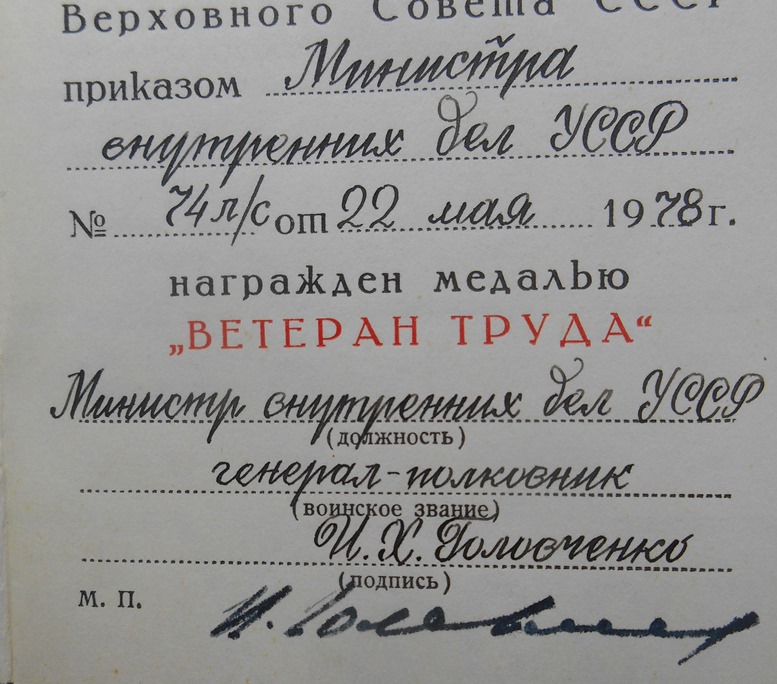 Верховного Совета СССР
приказом Министра
внутренних дел УССР
№ 74л/с от 22 мая 1978 г.
награжден медалью
„ВЕТЕРАН ТРУДА“
Министр внутренних дел УССР
(должность)
генерал-полковник
(воинское звание)
И. Х. Головченко
(подпись)
М. П.